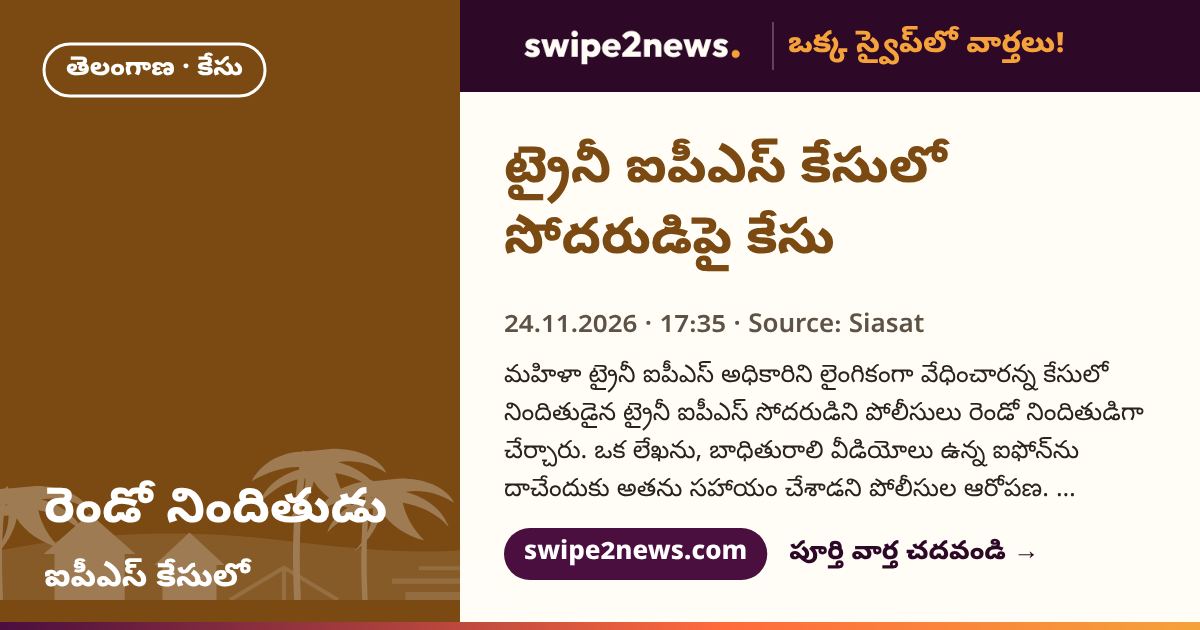 తెలంగాణ · కేసు
రెండో నిందితుడు
ఐపీఎస్ కేసులో
swipe2news.
ఒక్క స్వైప్‌లో వార్తలు!
ట్రైనీ ఐపీఎస్ కేసులో
సోదరుడిపై కేసు
24.11.2026 · 17:35 · Source: Siasat
మహిళా ట్రైనీ ఐపీఎస్ అధికారిని లైంగికంగా వేధించారన్న కేసులో
నిందితుడైన ట్రైనీ ఐపీఎస్ సోదరుడిని పోలీసులు రెండో నిందితుడిగా
చేర్చారు. ఒక లేఖను, బాధితురాలి వీడియోలు ఉన్న ఐఫోన్‌ను
దాచేందుకు అతను సహాయం చేశాడని పోలీసుల ఆరోపణ. ...
swipe2news.com
పూర్తి వార్త చదవండి →